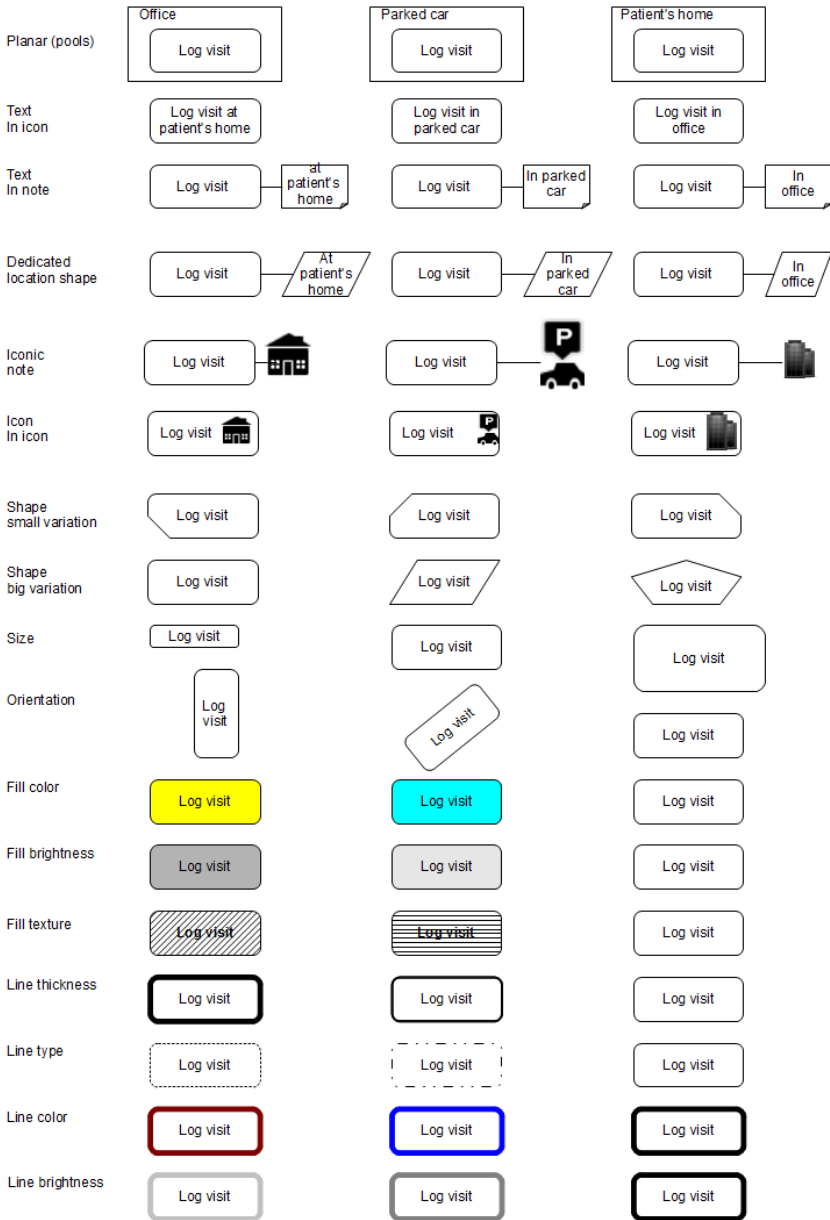 Office Parked car Patient's home
Planar (pools) Log visit Log visit Log visit
Text
In icon
Log visit at
patient's home
Log visit in
parked car
Log visit in
office
Text
In note
Log visit
at
patient's
home
Log visit
In parked
car
Log visit
In
office
Dedicated
location shape
Log visit
At
patient's
home
Log visit
In
parked
car
Log visit
In
office
Iconic
note
Log visit
P
Log visit
Log visit
Icon
In icon
Log visit
Log visit
P
Log visit
Shape
small variation
Log visit Log visit Log visit
Shape
big variation
Log visit Log visit Log visit
Size Log visit Log visit Log visit
Orientation
Log
visit
Log visit
Log visit
Fill color Log visit Log visit Log visit
Fill brightness Log visit Log visit Log visit
Fill texture Log visit Log visit Log visit
Line thickness Log visit Log visit Log visit
Line type Log visit Log visit Log visit
Line color Log visit Log visit Log visit
Line brightness Log visit Log visit Log visit